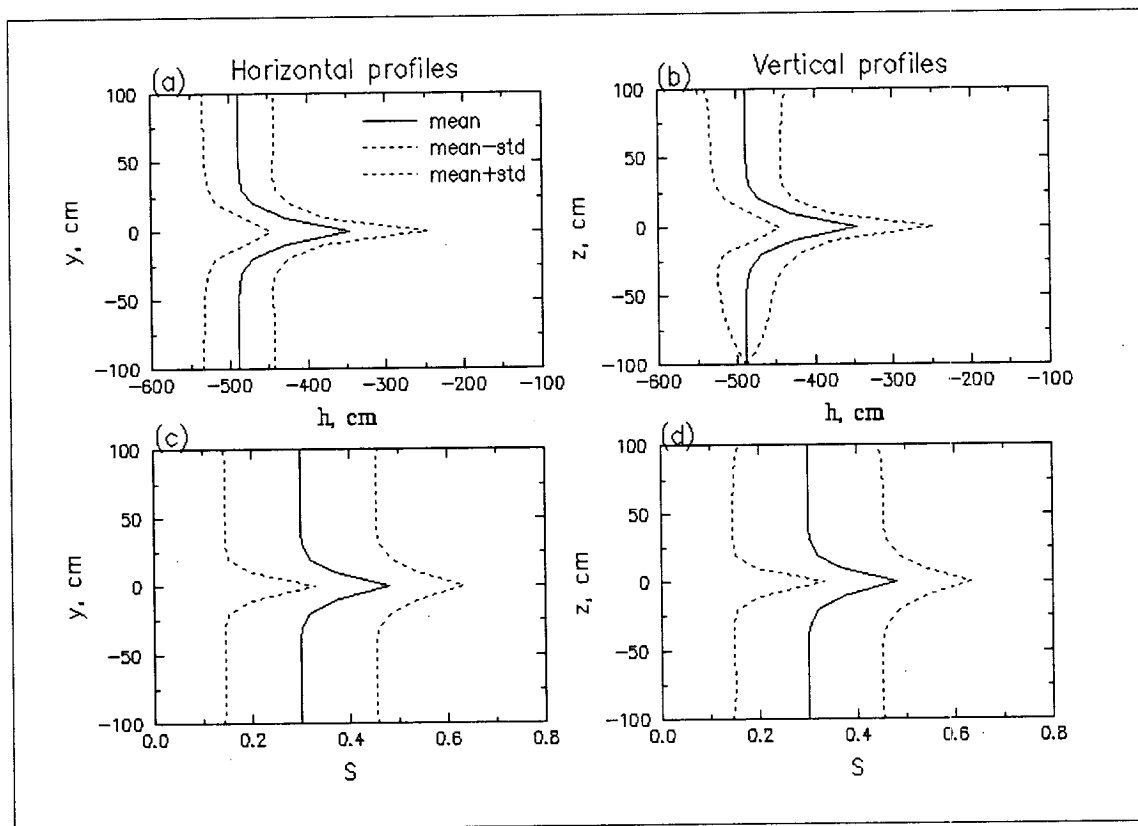 (a) Horizontal profiles
100
50
0
−50
−100
y, cm
mean
mean−std
mean+std
−600 −500 −400 −300 −200 −100
h, cm
(b) Vertical profiles
100
50
0
−50
−100
z, cm
−600 −500 −400 −300 −200 −100
h, cm
(c)
100
50
0
−50
−100
y, cm
0.0 0.2 0.4 0.6 0.8
S
(d)
100
50
0
−50
−100
z, cm
0.0 0.2 0.4 0.6 0.8
S